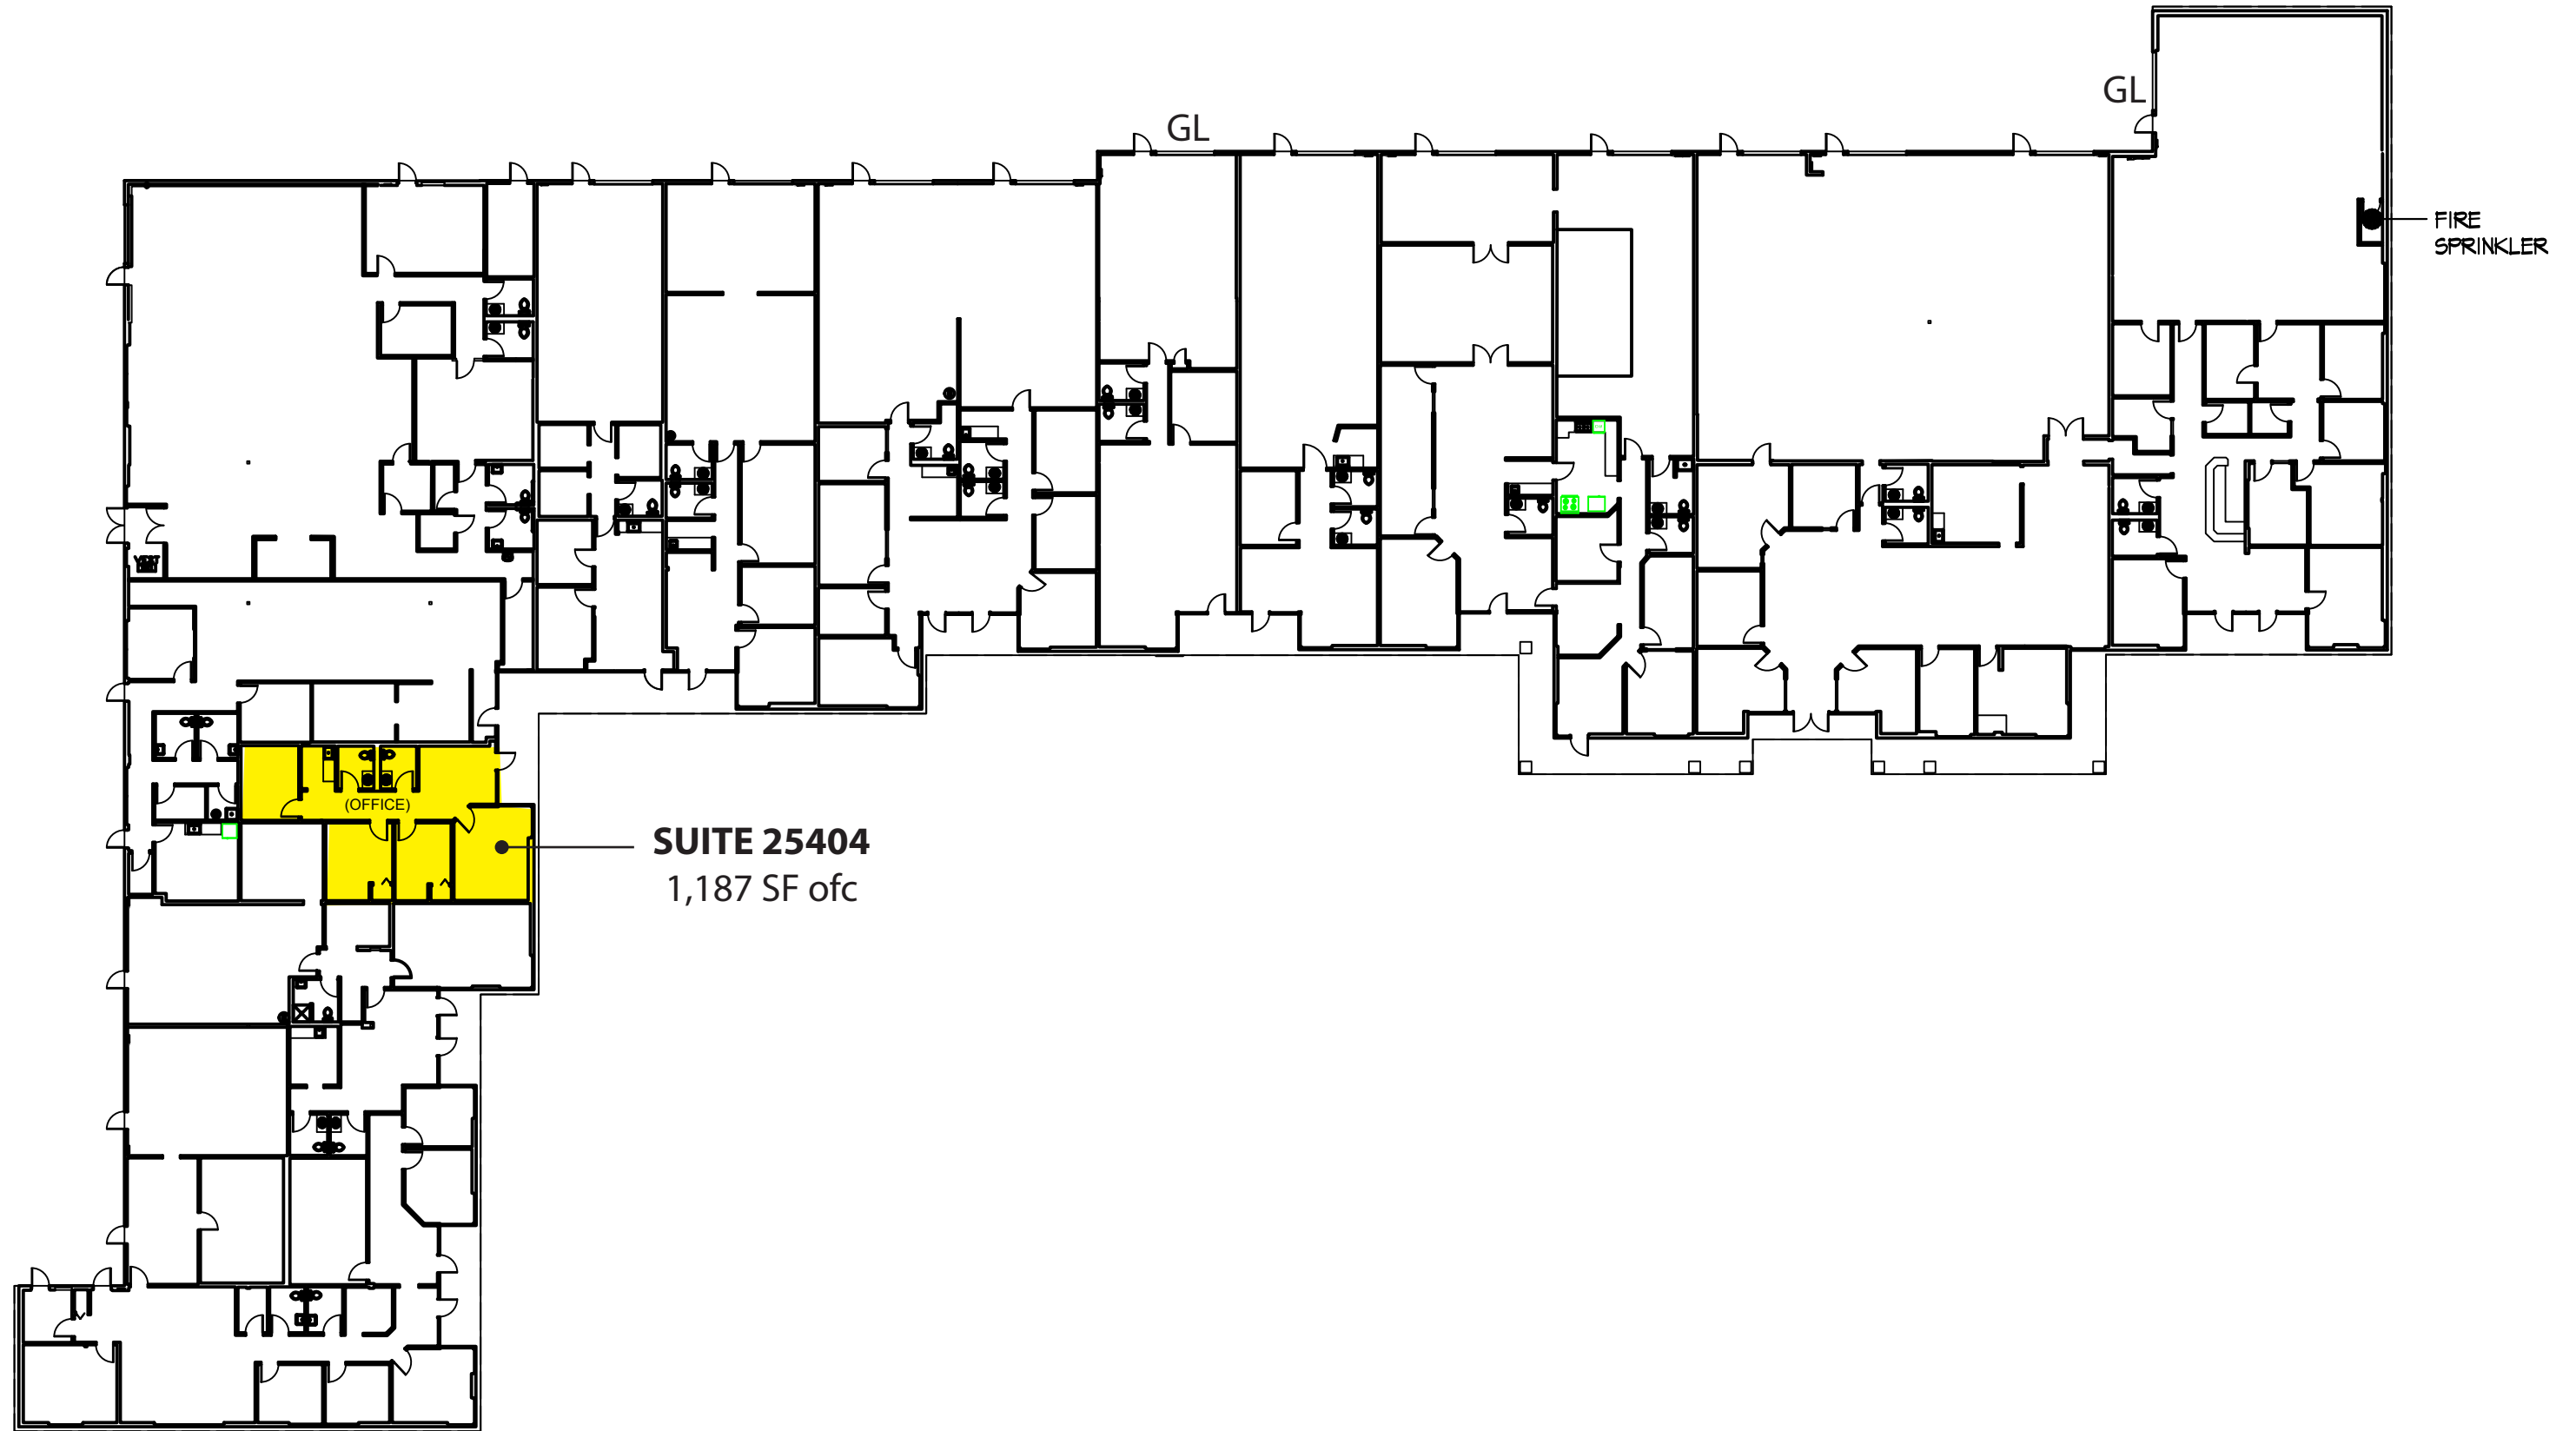 GL
GL
FIRE
SPRINKLER
(OFFICE)
SUITE 25404
1,187 SF ofc